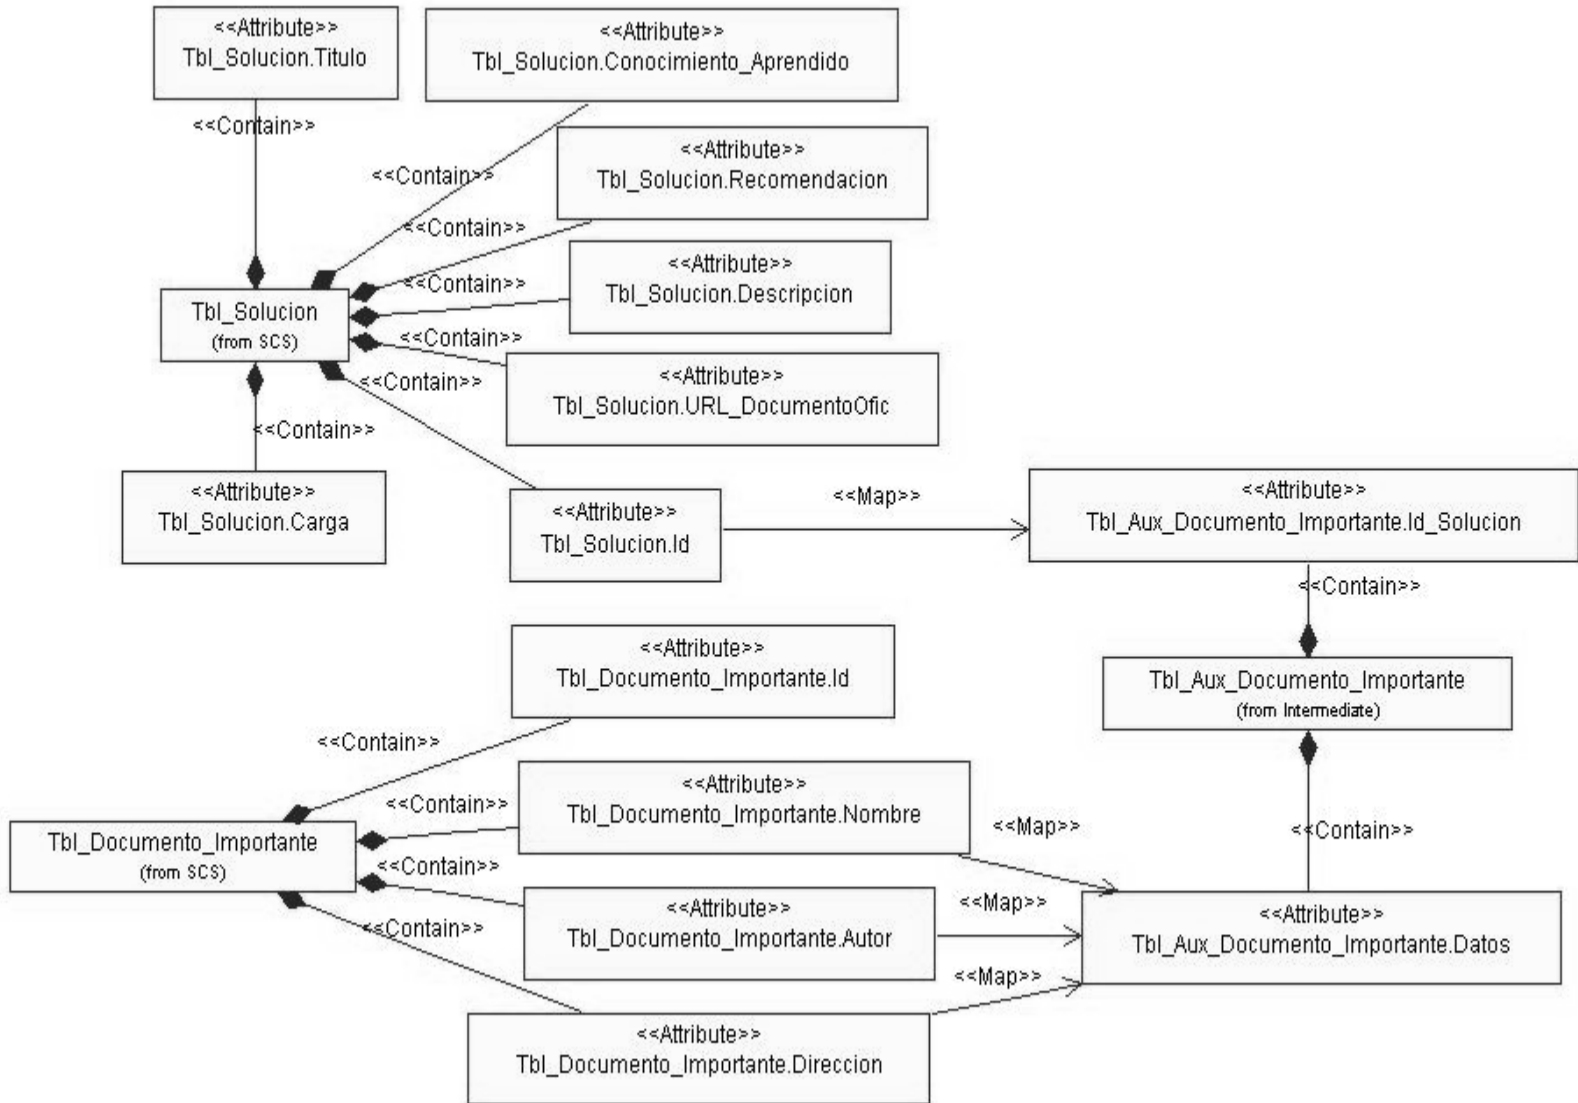 <<Attribute>>
Tbl_Solucion.Titulo
<<Attribute>>
Tbl_Solucion.Conocimiento_Aprendido
<<Contain>>
<<Attribute>>
Tbl_Solucion.Recomendacion
<<Contain>>
<<Contain>>
<<Attribute>>
Tbl_Solucion.Descripcion
<<Contain>>
Tbl_Solucion
(from SCS)
<<Contain>>
<<Attribute>>
Tbl_Solucion.URL_DocumentoOfic
<<Contain>>
<<Contain>>
<<Attribute>>
Tbl_Solucion.Carga
<<Attribute>>
Tbl_Solucion.Id
<<Map>>
<<Attribute>>
Tbl_Aux_Documento_Importante.Id_Solucion
<<Contain>>
<<Attribute>>
Tbl_Documento_Importante.Id
Tbl_Aux_Documento_Importante
(from Intermediate)
<<Contain>>
<<Attribute>>
Tbl_Documento_Importante.Nombre
<<Contain>>
<<Map>>
<<Contain>>
Tbl_Documento_Importante
(from SCS)
<<Contain>>
<<Attribute>>
Tbl_Documento_Importante.Autor
<<Map>>
<<Attribute>>
Tbl_Aux_Documento_Importante.Datos
<<Contain>>
<<Map>>
<<Attribute>>
Tbl_Documento_Importante.Direccion